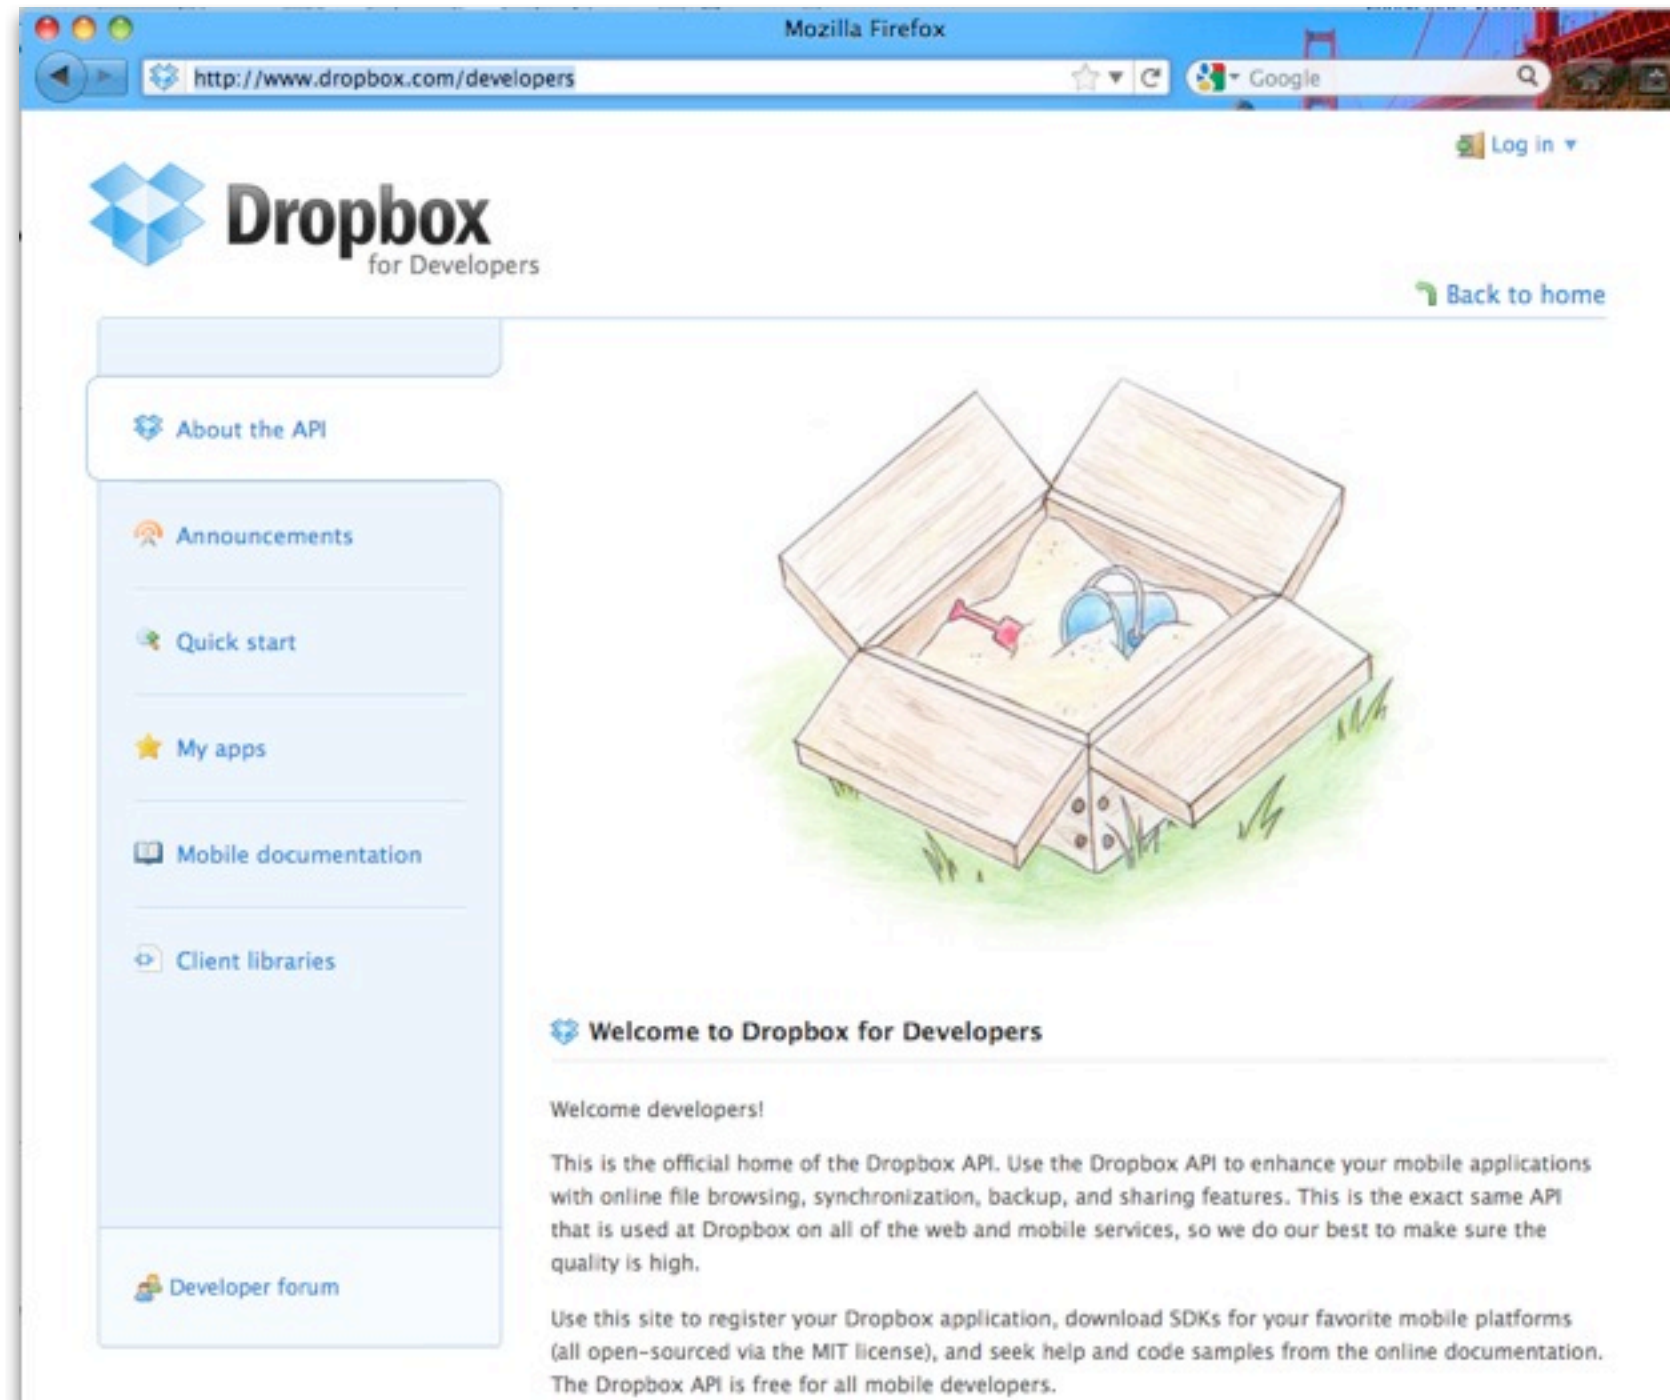 Mozilla Firefox
http://www.dropbox.com/developers
Google
Log in
Dropbox
for Developers
Back to home
About the API
Announcements
Quick start
My apps
Mobile documentation
Client libraries
Developer forum
Welcome to Dropbox for Developers
Welcome developers!
This is the official home of the Dropbox API. Use the Dropbox API to enhance your mobile applications
with online file browsing, synchronization, backup, and sharing features. This is the exact same API
that is used at Dropbox on all of the web and mobile services, so we do our best to make sure the
quality is high.
Use this site to register your Dropbox application, download SDKs for your favorite mobile platforms
(all open-sourced via the MIT license), and seek help and code samples from the online documentation.
The Dropbox API is free for all mobile developers.